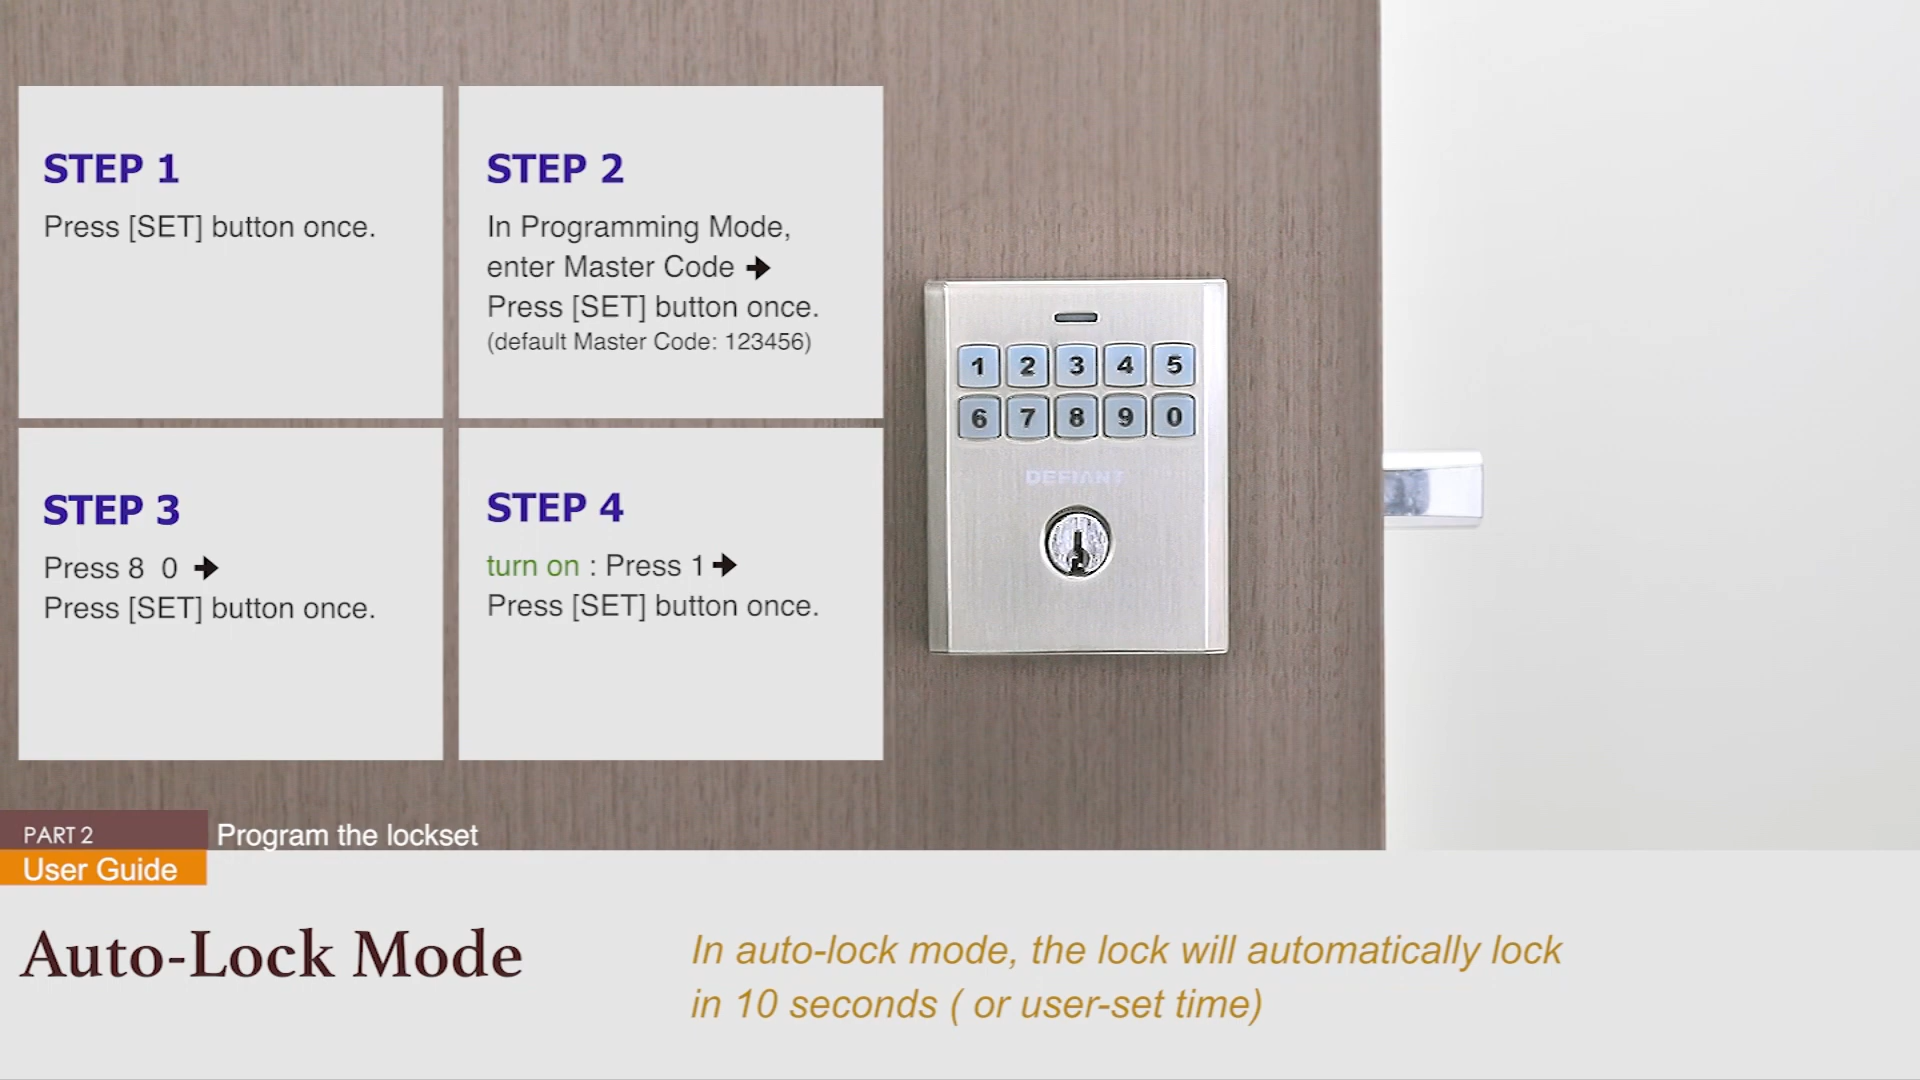 STEP 1
Press [SET] button once.
STEP 2
In Programming Mode,
enter Master Code ➔
Press [SET] button once.
(default Master Code: 123456)
STEP 3
Press 8 0 ➔
Press [SET] button once.
STEP 4
turn on : Press 1 ➔
Press [SET] button once.
1 2 3 4 5
6 7 8 9 0
DEFIANT
PART 2
Program the lockset
User Guide
Auto-Lock Mode
In auto-lock mode, the lock will automatically lock
in 10 seconds ( or user-set time)